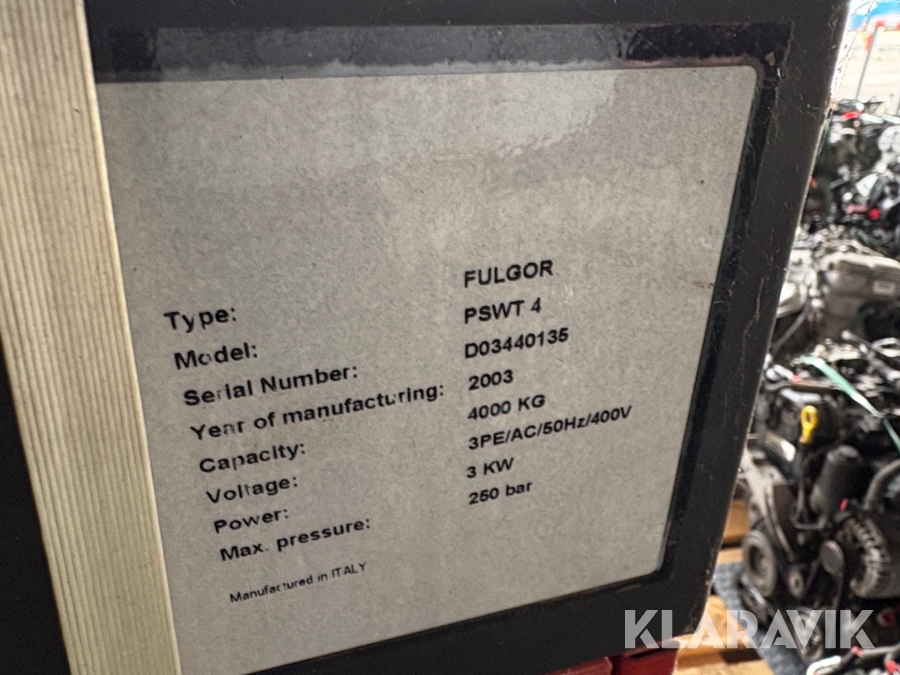 Type: FULGOR
Model: PSWT 4
Serial Number: D03440135
Year of manufacturing: 2003
Capacity: 4000 KG
Voltage: 3PE/AC/50Hz/400V
Power: 3 KW
Max. pressure: 250 bar
Manufactured in ITALY
KLARAVIK